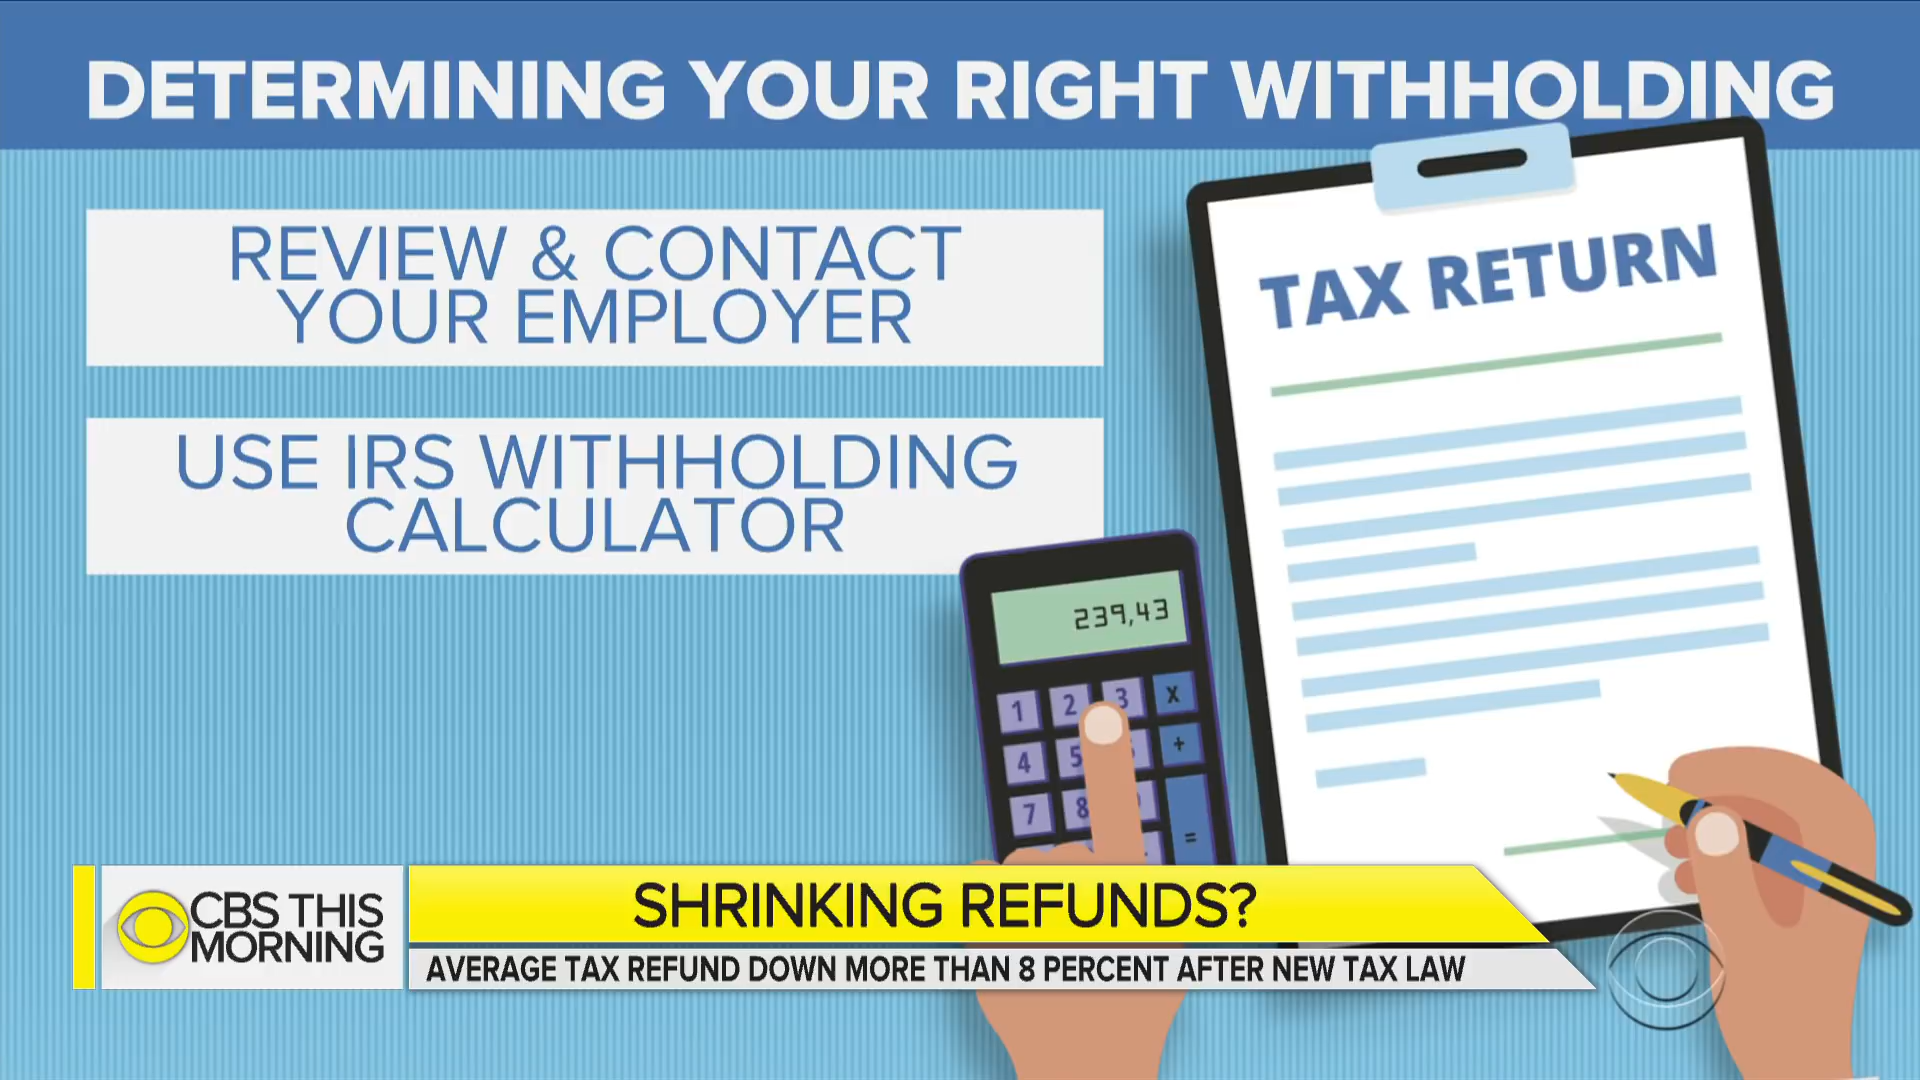 DETERMINING YOUR RIGHT WITHHOLDING
REVIEW & CONTACT
YOUR EMPLOYER
USE IRS WITHHOLDING
CALCULATOR
TAX RETURN
239,43
1 2 3 X
4 5 +
7 8 =
CBS THIS
MORNING
SHRINKING REFUNDS?
AVERAGE TAX REFUND DOWN MORE THAN 8 PERCENT AFTER NEW TAX LAW